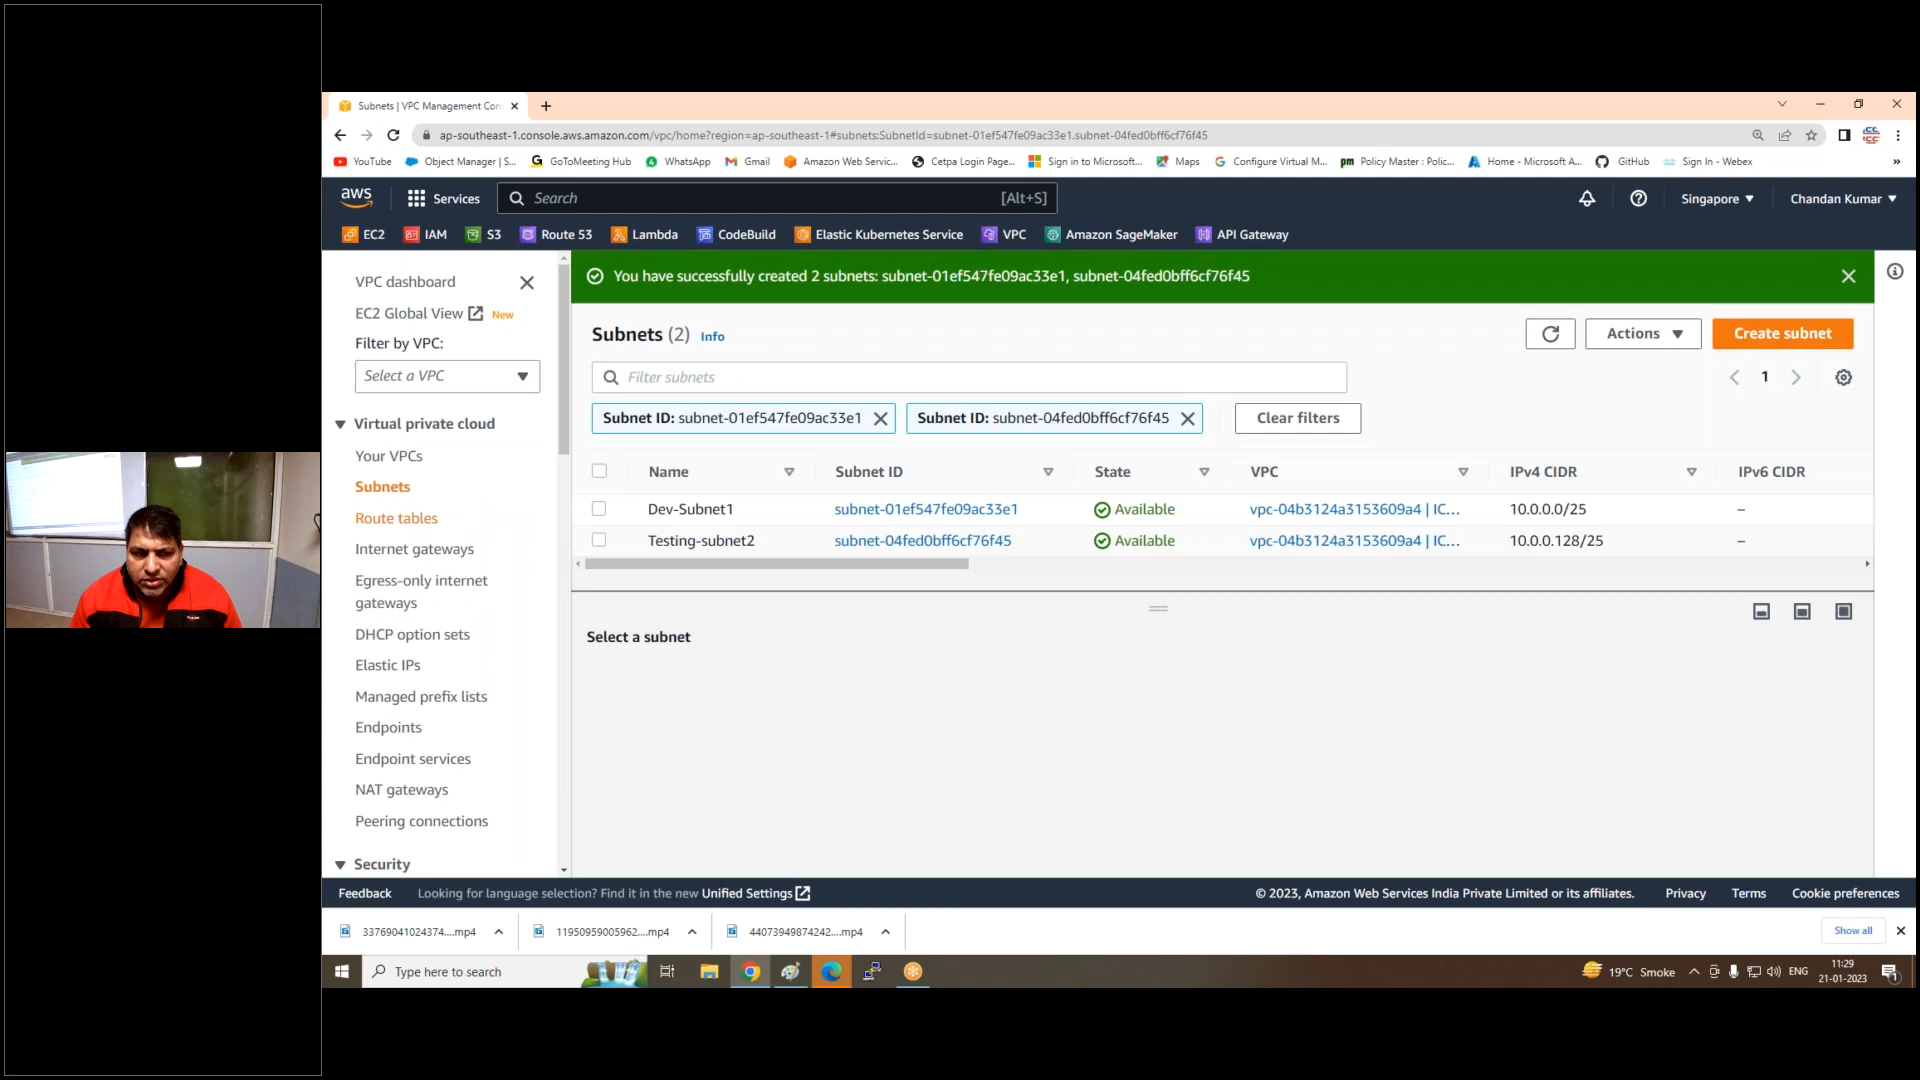 Subnets | VPC Management Con
ap-southeast-1.console.aws.amazon.com/vpc/home?region=ap-southeast-1#subnets:SubnetId=subnet-01ef547fe09ac33e1,subnet-04fed0bff6cf76f45
YouTube Object Manager | S... GoToMeeting Hub WhatsApp Gmail Amazon Web Servic... Cetpa Login Page... Sign in to Microsoft... Maps Configure Virtual M... pm Policy Master : Polic... Home - Microsoft A... GitHub Sign In - Webex »
aws Services Search [Alt+S] Singapore Chandan Kumar
EC2 IAM S3 Route 53 Lambda CodeBuild Elastic Kubernetes Service VPC Amazon SageMaker API Gateway
VPC dashboard
EC2 Global View New
Filter by VPC:
Select a VPC
Virtual private cloud
Your VPCs
Subnets
Route tables
Internet gateways
Egress-only internet
gateways
DHCP option sets
Elastic IPs
Managed prefix lists
Endpoints
Endpoint services
NAT gateways
Peering connections
Security
You have successfully created 2 subnets: subnet-01ef547fe09ac33e1, subnet-04fed0bff6cf76f45
Subnets (2) Info Actions Create subnet
Filter subnets 1
Subnet ID: subnet-01ef547fe09ac33e1 Subnet ID: subnet-04fed0bff6cf76f45 Clear filters
Name Subnet ID State VPC IPv4 CIDR IPv6 CIDR
Dev-Subnet1 subnet-01ef547fe09ac33e1 Available vpc-04b3124a3153609a4 | IC... 10.0.0.0/25 –
Testing-subnet2 subnet-04fed0bff6cf76f45 Available vpc-04b3124a3153609a4 | IC... 10.0.0.128/25 –
Select a subnet
Feedback Looking for language selection? Find it in the new Unified Settings © 2023, Amazon Web Services India Private Limited or its affiliates. Privacy Terms Cookie preferences
33769041024374....mp4 11950959005962....mp4 44073949874242....mp4 Show all
Type here to search 19°C Smoke ENG 11:29
21-01-2023